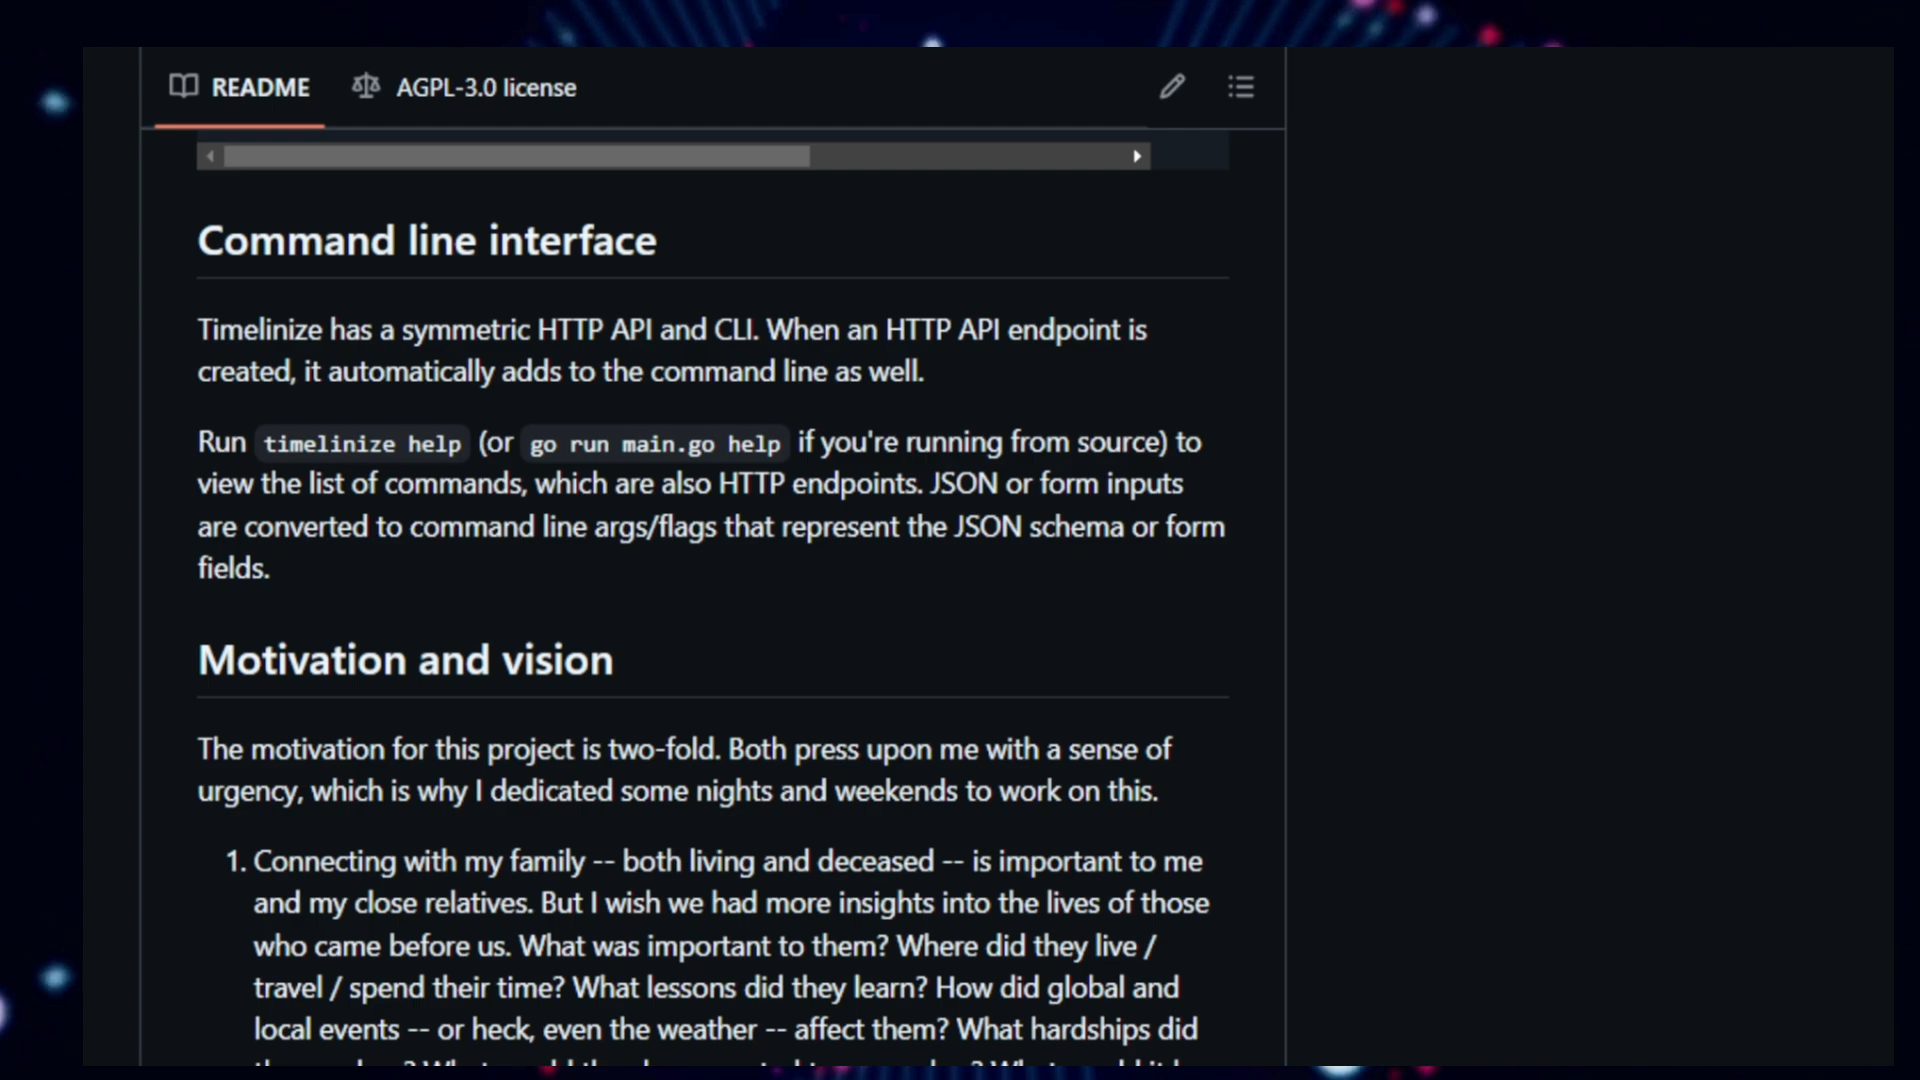 README AGPL-3.0 license
Command line interface
Timelinize has a symmetric HTTP API and CLI. When an HTTP API endpoint is
created, it automatically adds to the command line as well.
Run timelinize help (or go run main.go help if you're running from source) to
view the list of commands, which are also HTTP endpoints. JSON or form inputs
are converted to command line args/flags that represent the JSON schema or form
fields.
Motivation and vision
The motivation for this project is two-fold. Both press upon me with a sense of
urgency, which is why I dedicated some nights and weekends to work on this.
1. Connecting with my family -- both living and deceased -- is important to me
and my close relatives. But I wish we had more insights into the lives of those
who came before us. What was important to them? Where did they live /
travel / spend their time? What lessons did they learn? How did global and
local events -- or heck, even the weather -- affect them? What hardships did